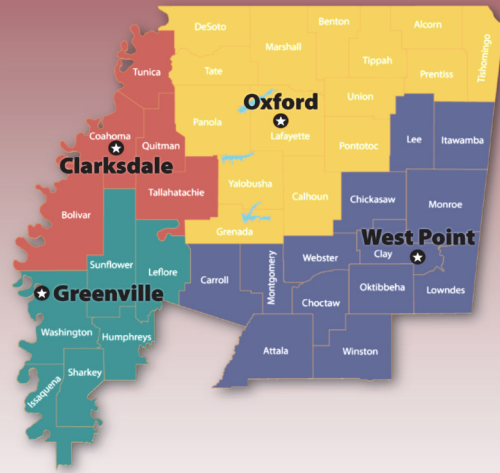 DeSoto
Benton
Alcorn
Marshall
Tishomingo
Tippah
Tunica
Tate
Prentiss
Union
Oxford
Panola
Lafayette
Coahoma
Quitman
Pontotoc
Lee
Itawamba
Clarksdale
Tallahatchie
Yalobusha
Calhoun
Chickasaw
Monroe
Bolivar
Grenada
West Point
Clay
Webster
Sunflower
Leflore
Carroll
Montgomery
Oktibbeha
Lowndes
Greenville
Choctaw
Washington
Humphreys
Attala
Winston
Sharkey
Issaquena